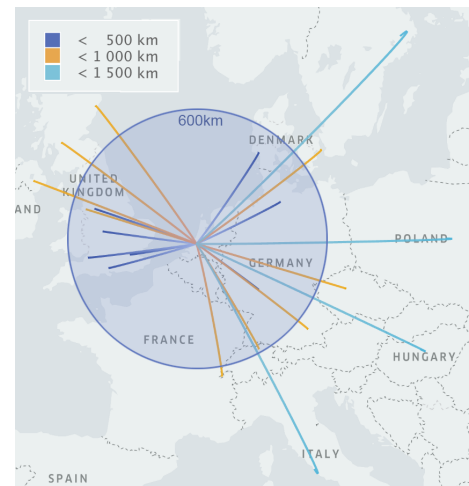 < 500 km
< 1 000 km
< 1 500 km
600km
DENMARK
UNITED
KINGDOM
AND
POLAND
GERMANY
FRANCE
HUNGARY
ITALY
SPAIN